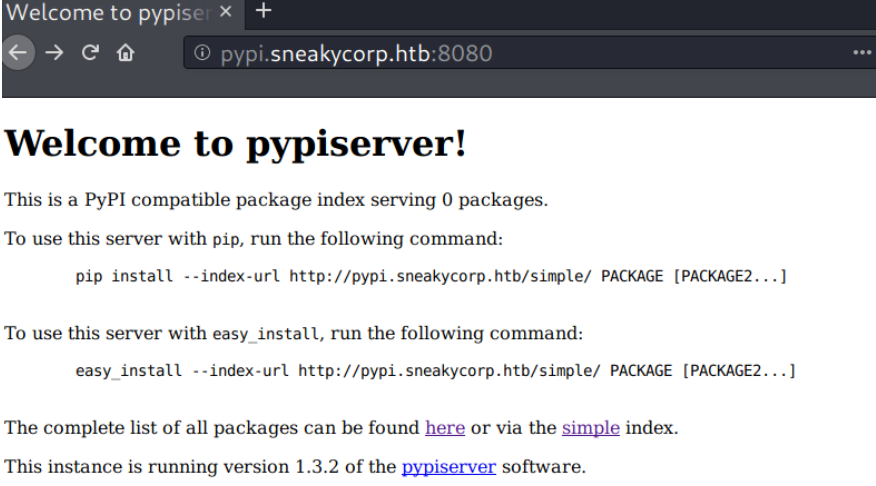 Welcome to pypiser
pypi.sneakycorp.htb:8080
Welcome to pypiserver!
This is a PyPI compatible package index serving 0 packages.
To use this server with pip, run the following command:
pip install --index-url http://pypi.sneakycorp.htb/simple/ PACKAGE [PACKAGE2...]
To use this server with easy_install, run the following command:
easy_install --index-url http://pypi.sneakycorp.htb/simple/ PACKAGE [PACKAGE2...]
The complete list of all packages can be found here or via the simple index.
This instance is running version 1.3.2 of the pypiserver software.